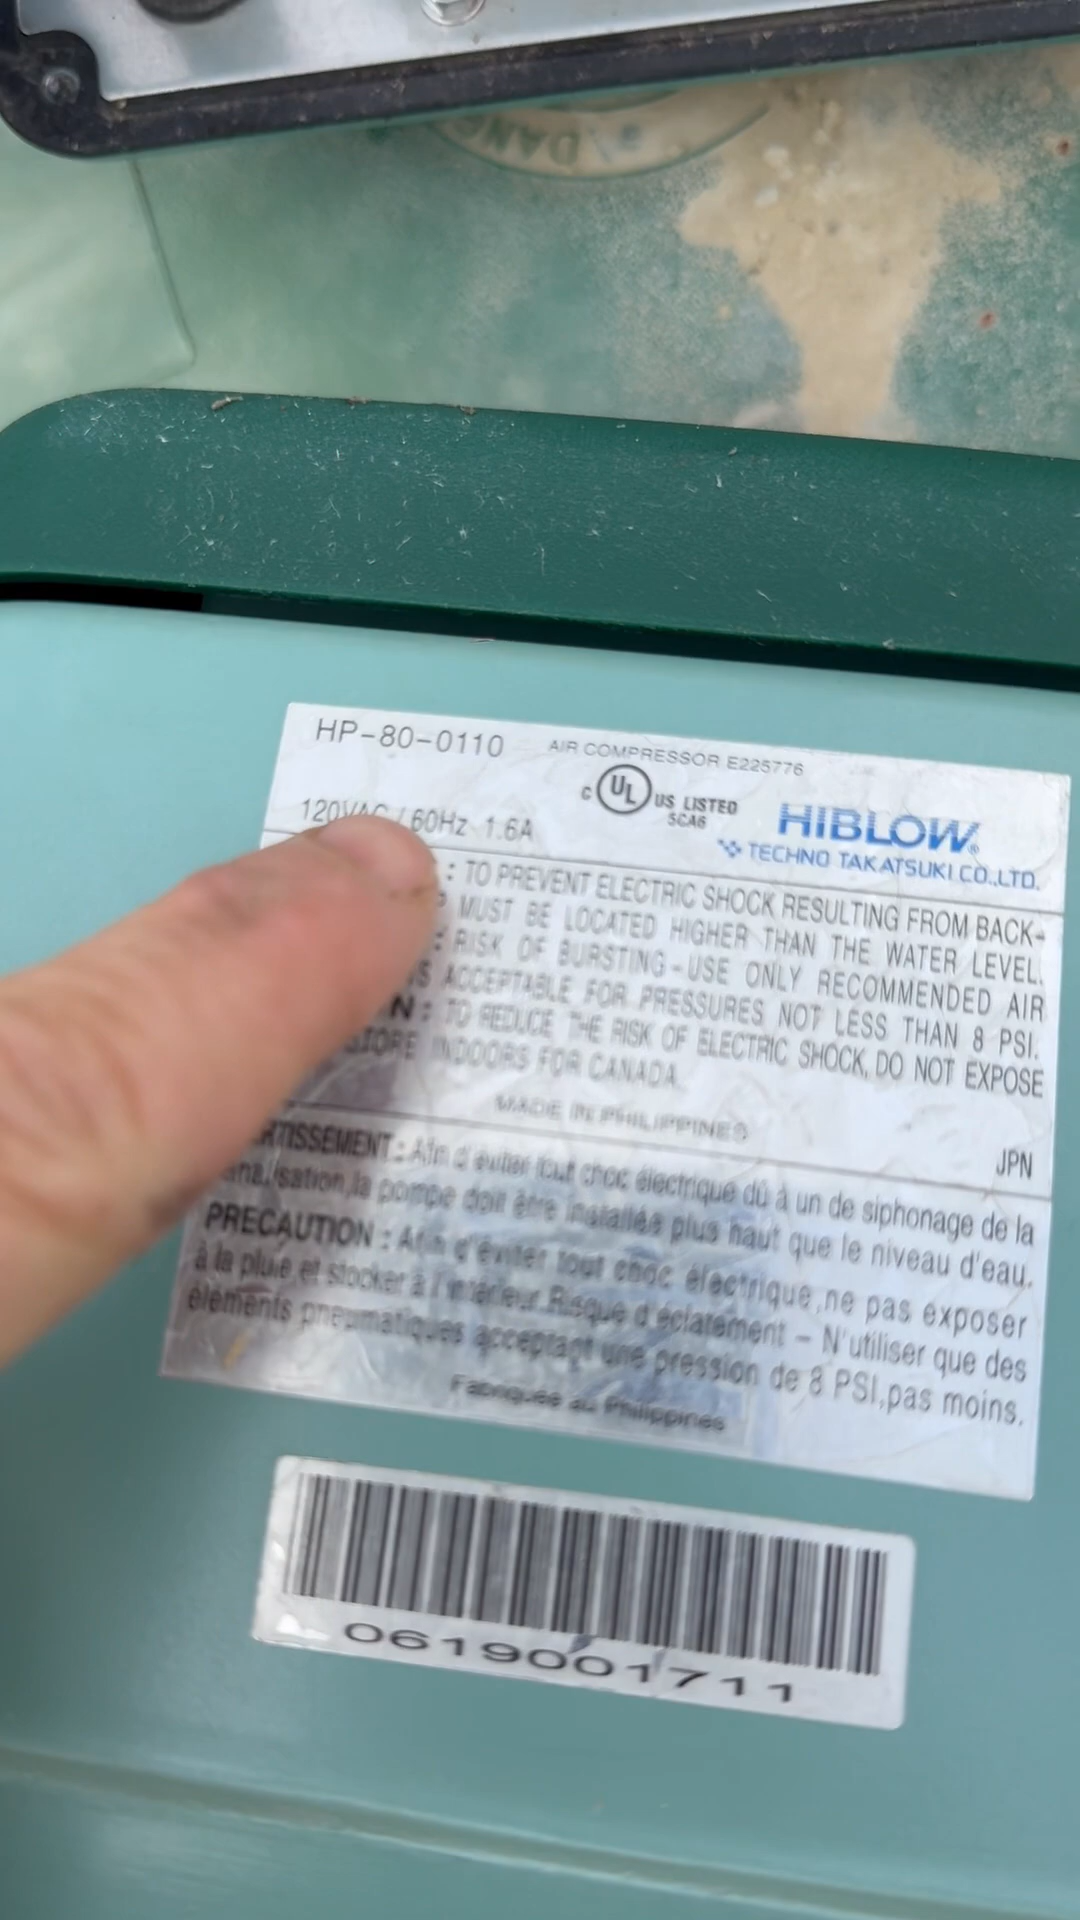 DANG
HP-80-0110 AIR COMPRESSOR E225776
C UL US LISTED
5CA6
120VAC / 60Hz 1.6A
HIBLOW®
TECHNO TAKATSUKI CO.,LTD.
: TO PREVENT ELECTRIC SHOCK RESULTING FROM BACK-
MUST BE LOCATED HIGHER THAN THE WATER LEVEL.
: RISK OF BURSTING-USE ONLY RECOMMENDED AIR
ACCEPTABLE FOR PRESSURES NOT LESS THAN 8 PSI.
N : TO REDUCE THE RISK OF ELECTRIC SHOCK, DO NOT EXPOSE
STORE INDOORS FOR CANADA.
MADE IN PHILIPPINES
JPN
RTISSEMENT : Afin d'éviter tout choc électrique dû à un de siphonage de la
nalisation,la pompe doit être installée plus haut que le niveau d'eau.
PRECAUTION : Afin d'éviter tout choc électrique,ne pas exposer
à la pluie,et stocker à l'intérieur.Risque d'éclatement – N'utiliser que des
éléments pneumatiques acceptant une pression de 8 PSI,pas moins.
Fabriquée au Philippines
0619001711